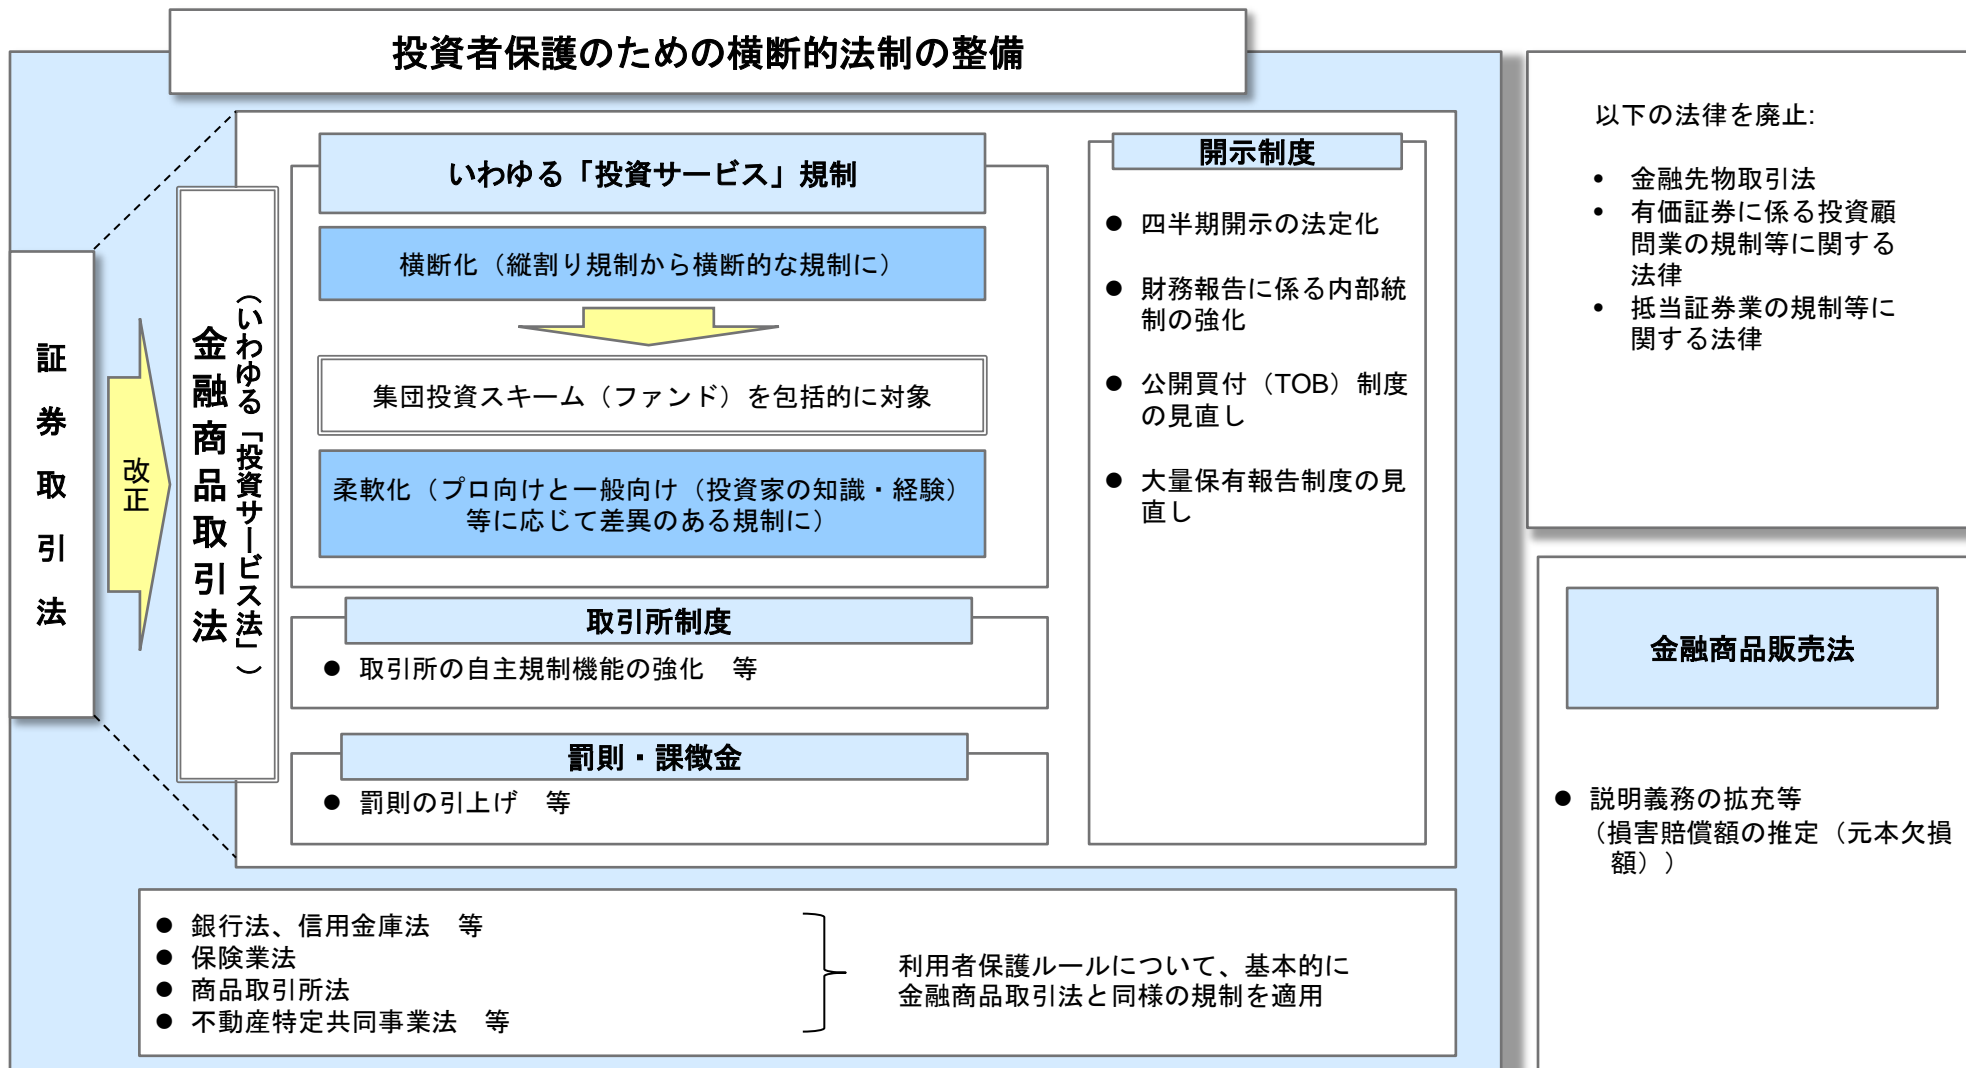 投資者保護のための横断的法制の整備
証券取引法
改正
金融商品取引法
（いわゆる「投資サービス法」）
いわゆる「投資サービス」規制
横断化（縦割り規制から横断的な規制に）
集団投資スキーム（ファンド）を包括的に対象
柔軟化（プロ向けと一般向け（投資家の知識・経験）
等に応じて差異のある規制に）
取引所制度
● 取引所の自主規制機能の強化　等
罰則・課徴金
● 罰則の引上げ　等
開示制度
● 四半期開示の法定化
● 財務報告に係る内部統
制の強化
● 公開買付（TOB）制度
の見直し
● 大量保有報告制度の見
直し
● 銀行法、信用金庫法　等
● 保険業法
● 商品取引所法
● 不動産特定共同事業法　等
利用者保護ルールについて、基本的に
金融商品取引法と同様の規制を適用
以下の法律を廃止:
• 金融先物取引法
• 有価証券に係る投資顧
問業の規制等に関する
法律
• 抵当証券業の規制等に
関する法律
金融商品販売法
● 説明義務の拡充等
（損害賠償額の推定（元本欠損
額））